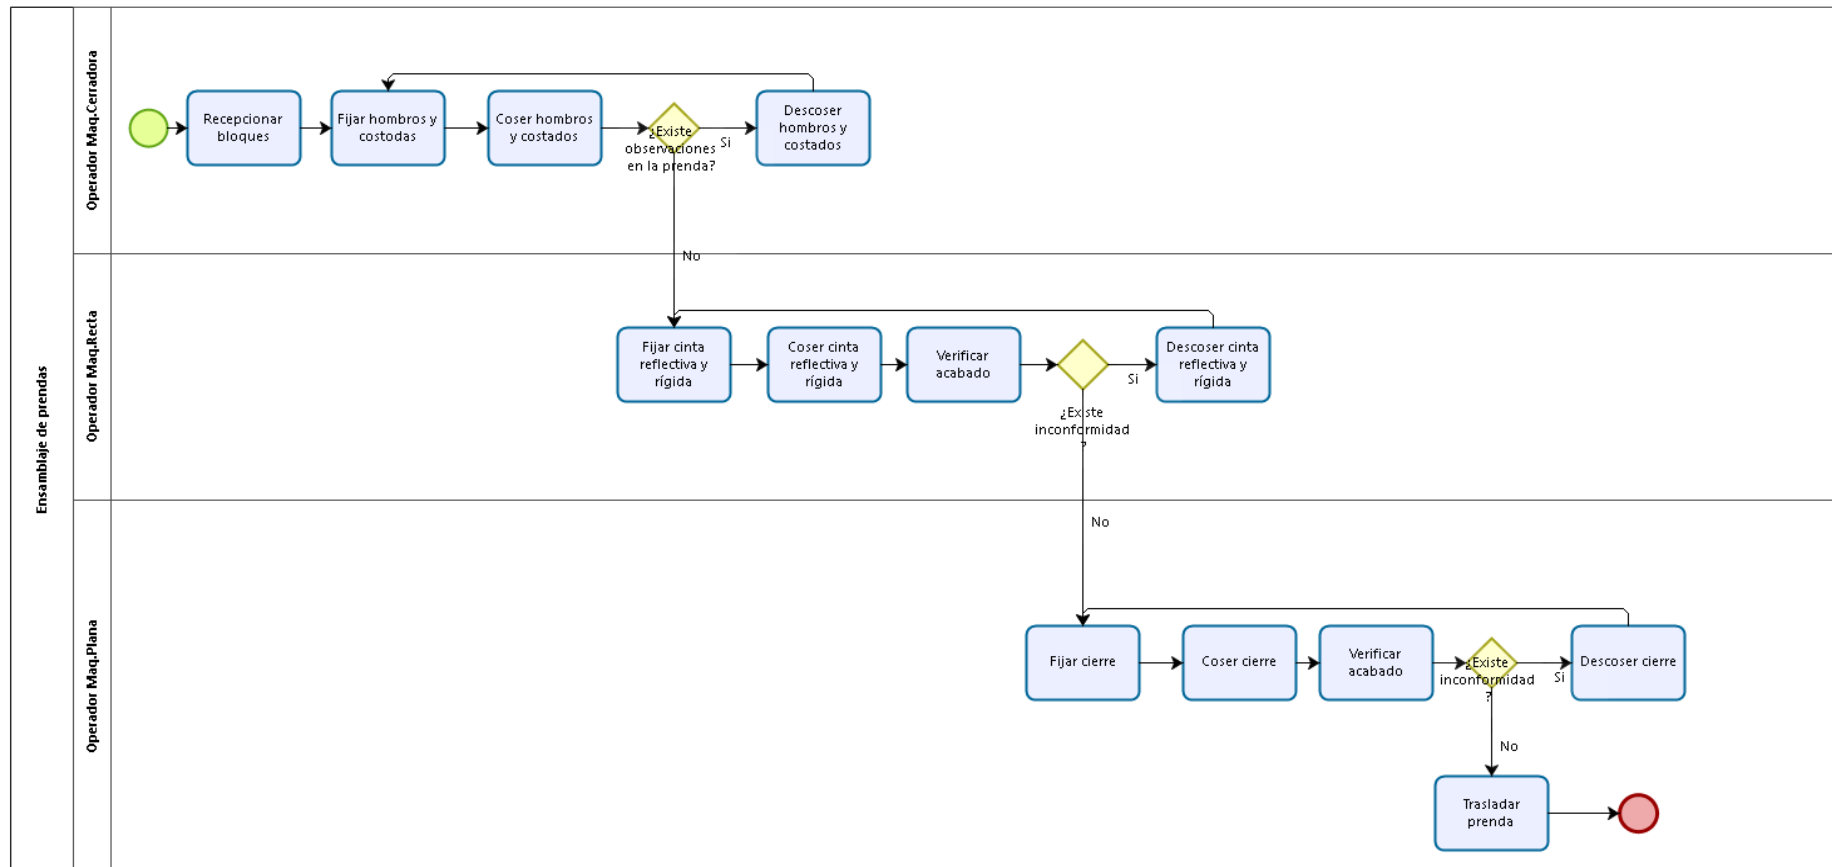 Ensamblaje de prendas
Operador Maq.Cerradora
Recepcionar
bloques
Fijar hombros y
costodas
Coser hombros
y costados
¿Existe
observaciones
en la prenda?
Si
Descoser
hombros y
costados
No
Operador Maq.Recta
Fijar cinta
reflectiva y
rígida
Coser cinta
reflectiva y
rígida
Verificar
acabado
¿Existe
inconformidad
?
Si
Descoser cinta
reflectiva y
rígida
No
Operador Maq.Plana
Fijar cierre
Coser cierre
Verificar
acabado
¿Existe
inconformidad
?
Si
Descoser cierre
No
Trasladar
prenda